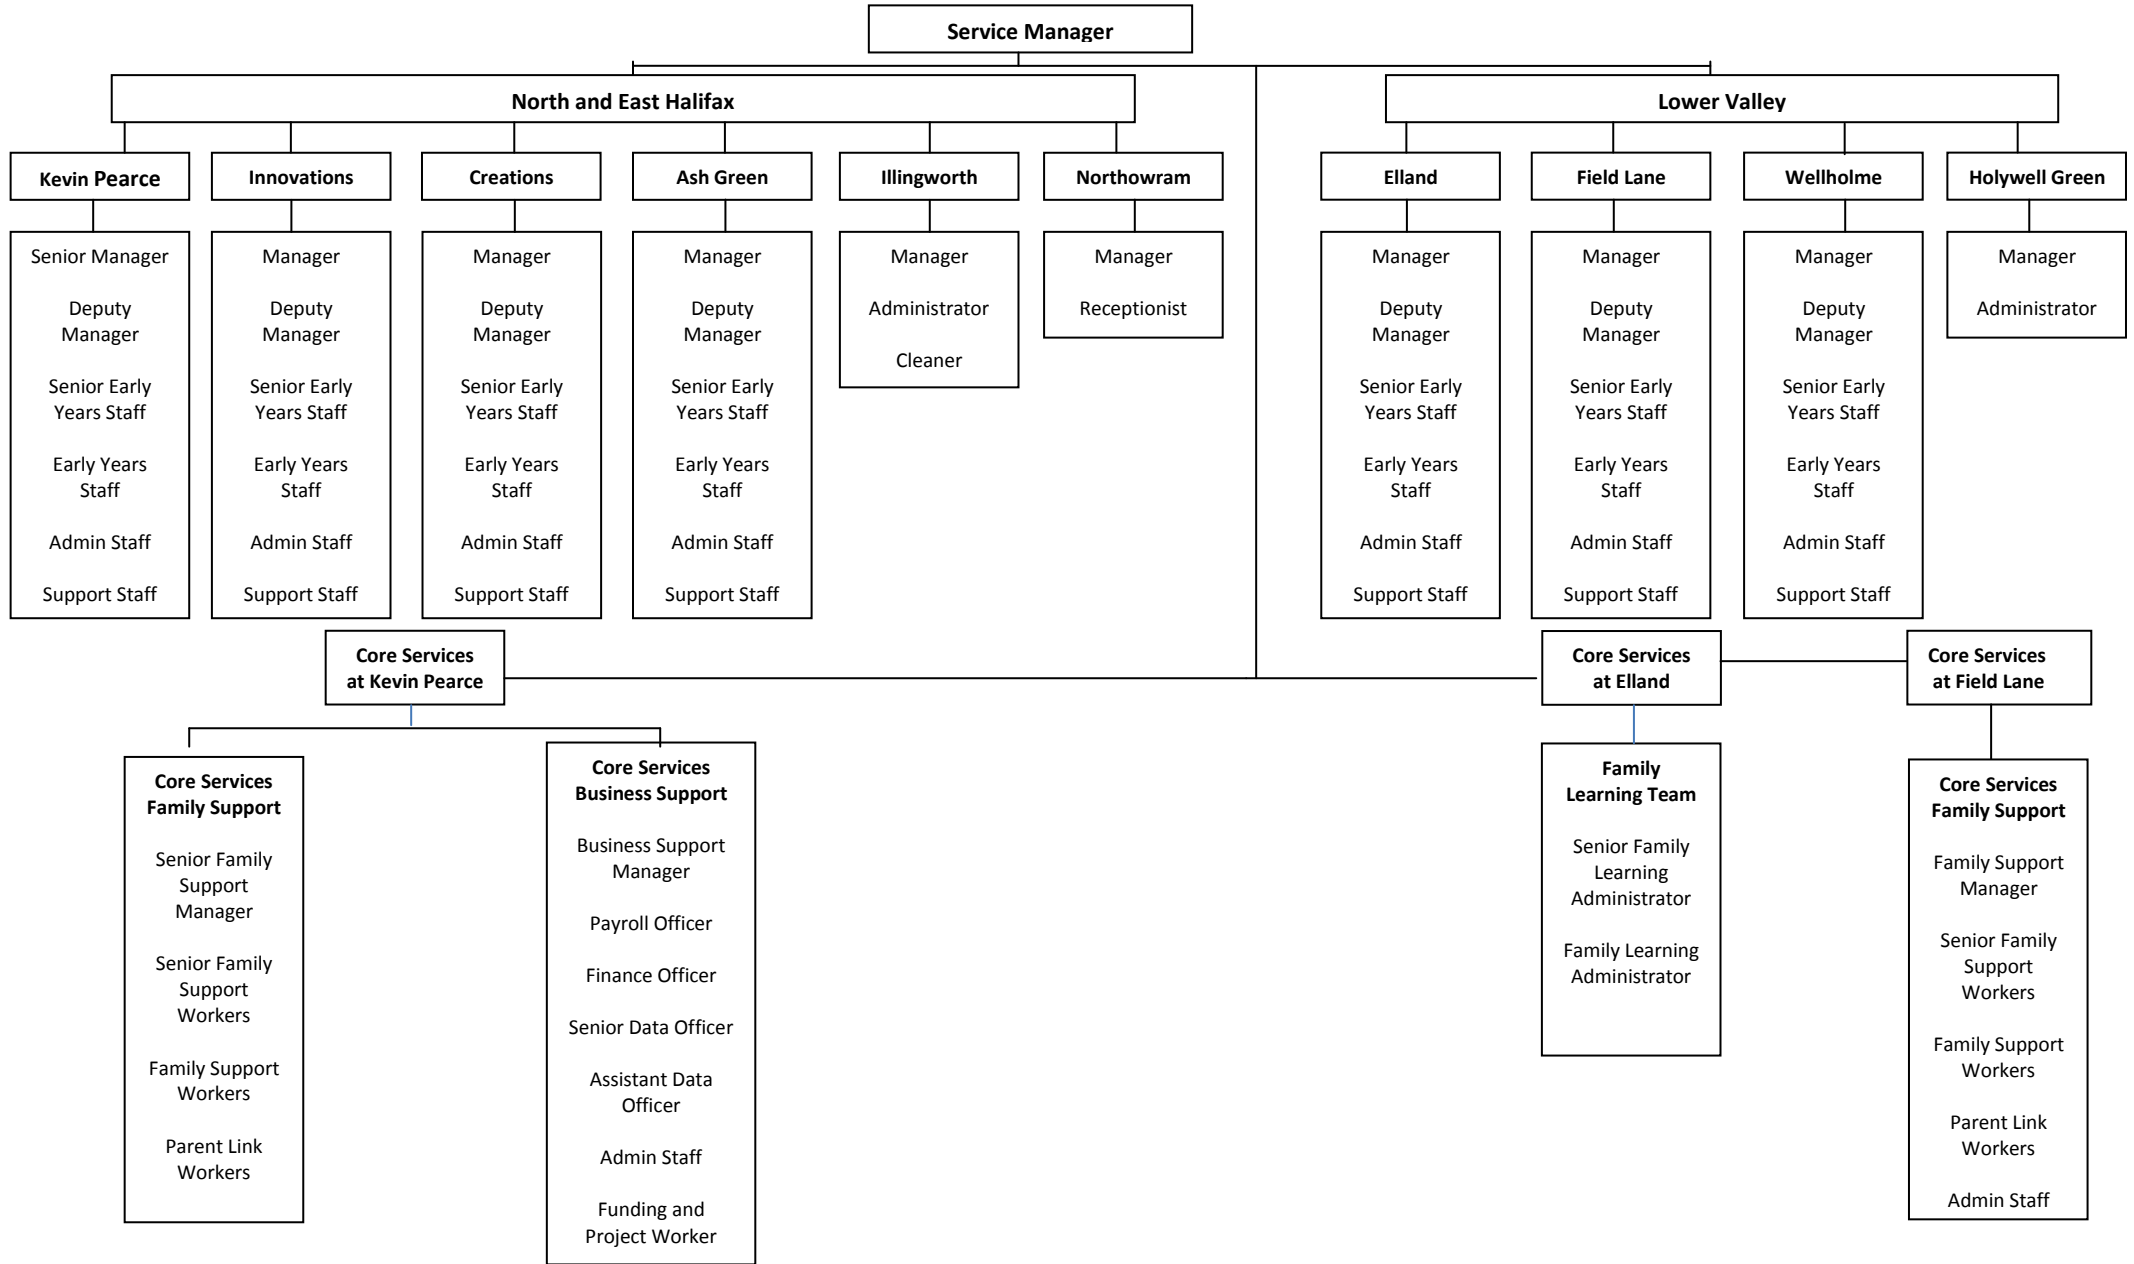 Service Manager
North and East Halifax
Lower Valley
Kevin Pearce
Innovations
Creations
Ash Green
Illingworth
Northowram
Elland
Field Lane
Wellholme
Holywell Green
Senior Manager
Deputy
Manager
Senior Early
Years Staff
Early Years
Staff
Admin Staff
Support Staff
Manager
Deputy
Manager
Senior Early
Years Staff
Early Years
Staff
Admin Staff
Support Staff
Manager
Deputy
Manager
Senior Early
Years Staff
Early Years
Staff
Admin Staff
Support Staff
Manager
Deputy
Manager
Senior Early
Years Staff
Early Years
Staff
Admin Staff
Support Staff
Manager
Administrator
Cleaner
Manager
Receptionist
Manager
Deputy
Manager
Senior Early
Years Staff
Early Years
Staff
Admin Staff
Support Staff
Manager
Deputy
Manager
Senior Early
Years Staff
Early Years
Staff
Admin Staff
Support Staff
Manager
Deputy
Manager
Senior Early
Years Staff
Early Years
Staff
Admin Staff
Support Staff
Manager
Administrator
Core Services
at Kevin Pearce
Core Services
at Elland
Core Services
at Field Lane
Core Services
Family Support
Senior Family
Support
Manager
Senior Family
Support
Workers
Family Support
Workers
Parent Link
Workers
Core Services
Business Support
Business Support
Manager
Payroll Officer
Finance Officer
Senior Data Officer
Assistant Data
Officer
Admin Staff
Funding and
Project Worker
Family
Learning Team
Senior Family
Learning
Administrator
Family Learning
Administrator
Core Services
Family Support
Family Support
Manager
Senior Family
Support
Workers
Family Support
Workers
Parent Link
Workers
Admin Staff